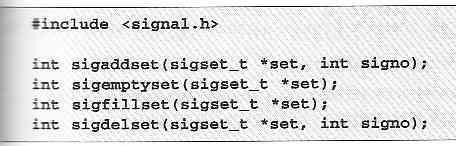 #include <signal.h>
int sigaddset(sigset_t *set, int signo);
int sigemptyset(sigset_t *set);
int sigfillset(sigset_t *set);
int sigdelset(sigset_t *set, int signo);